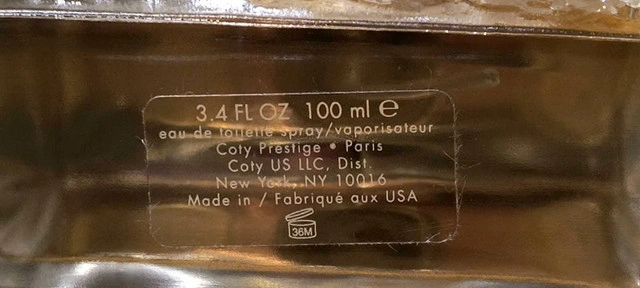 3.4 FL OZ 100 ml e
eau de toilette spray/vaporisateur
Coty Prestige • Paris
Coty US LLC, Dist.
New York, NY 10016
Made in / Fabriqué aux USA
36M